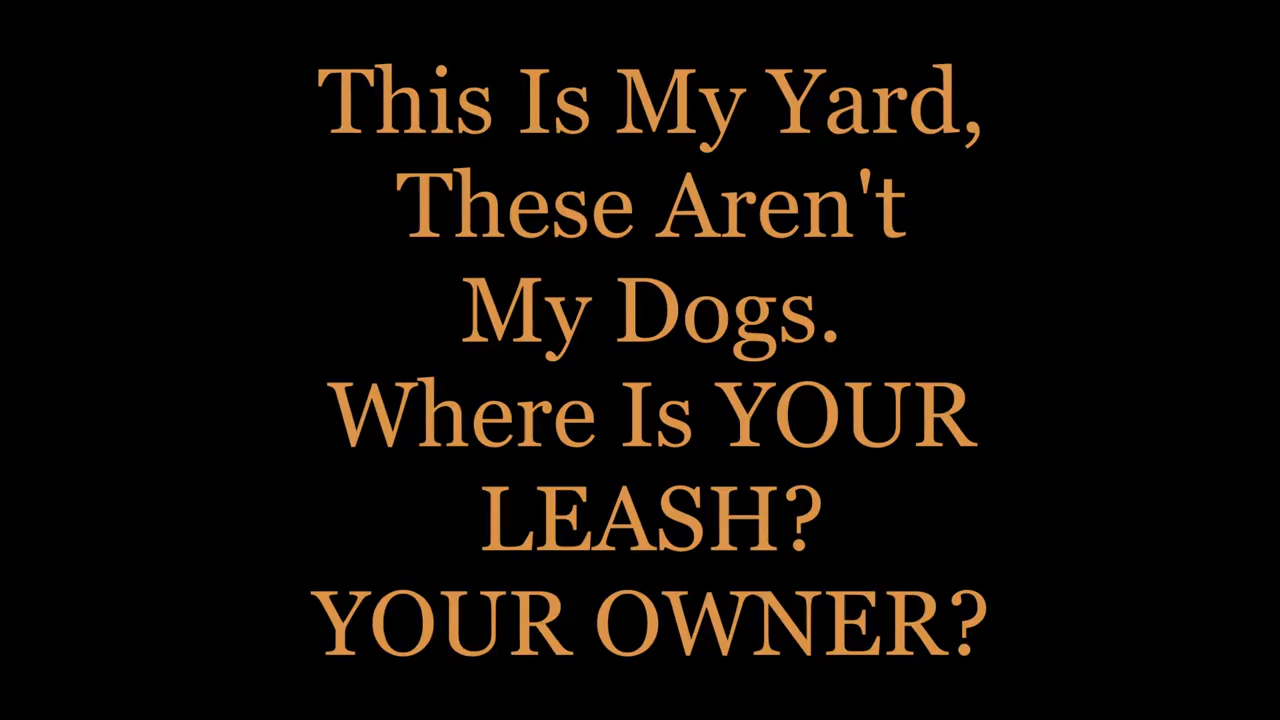 This Is My Yard,
These Aren't
My Dogs.
Where Is YOUR
LEASH?
YOUR OWNER?